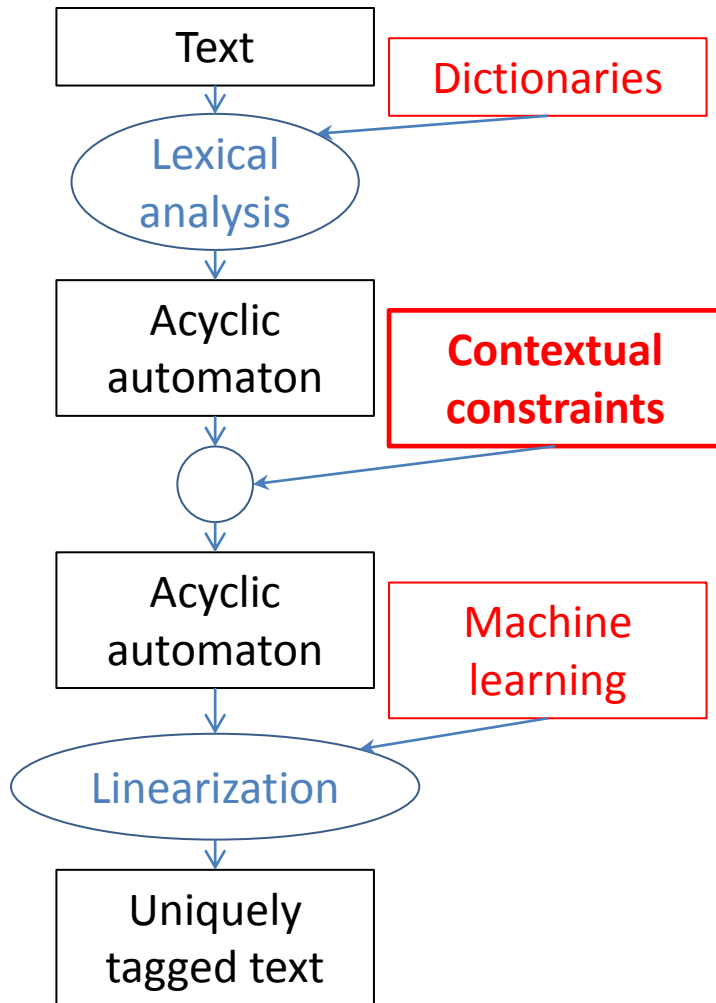 Text
Dictionaries
Lexical
analysis
Acyclic
automaton
Contextual
constraints
Acyclic
automaton
Machine
learning
Linearization
Uniquely
tagged text